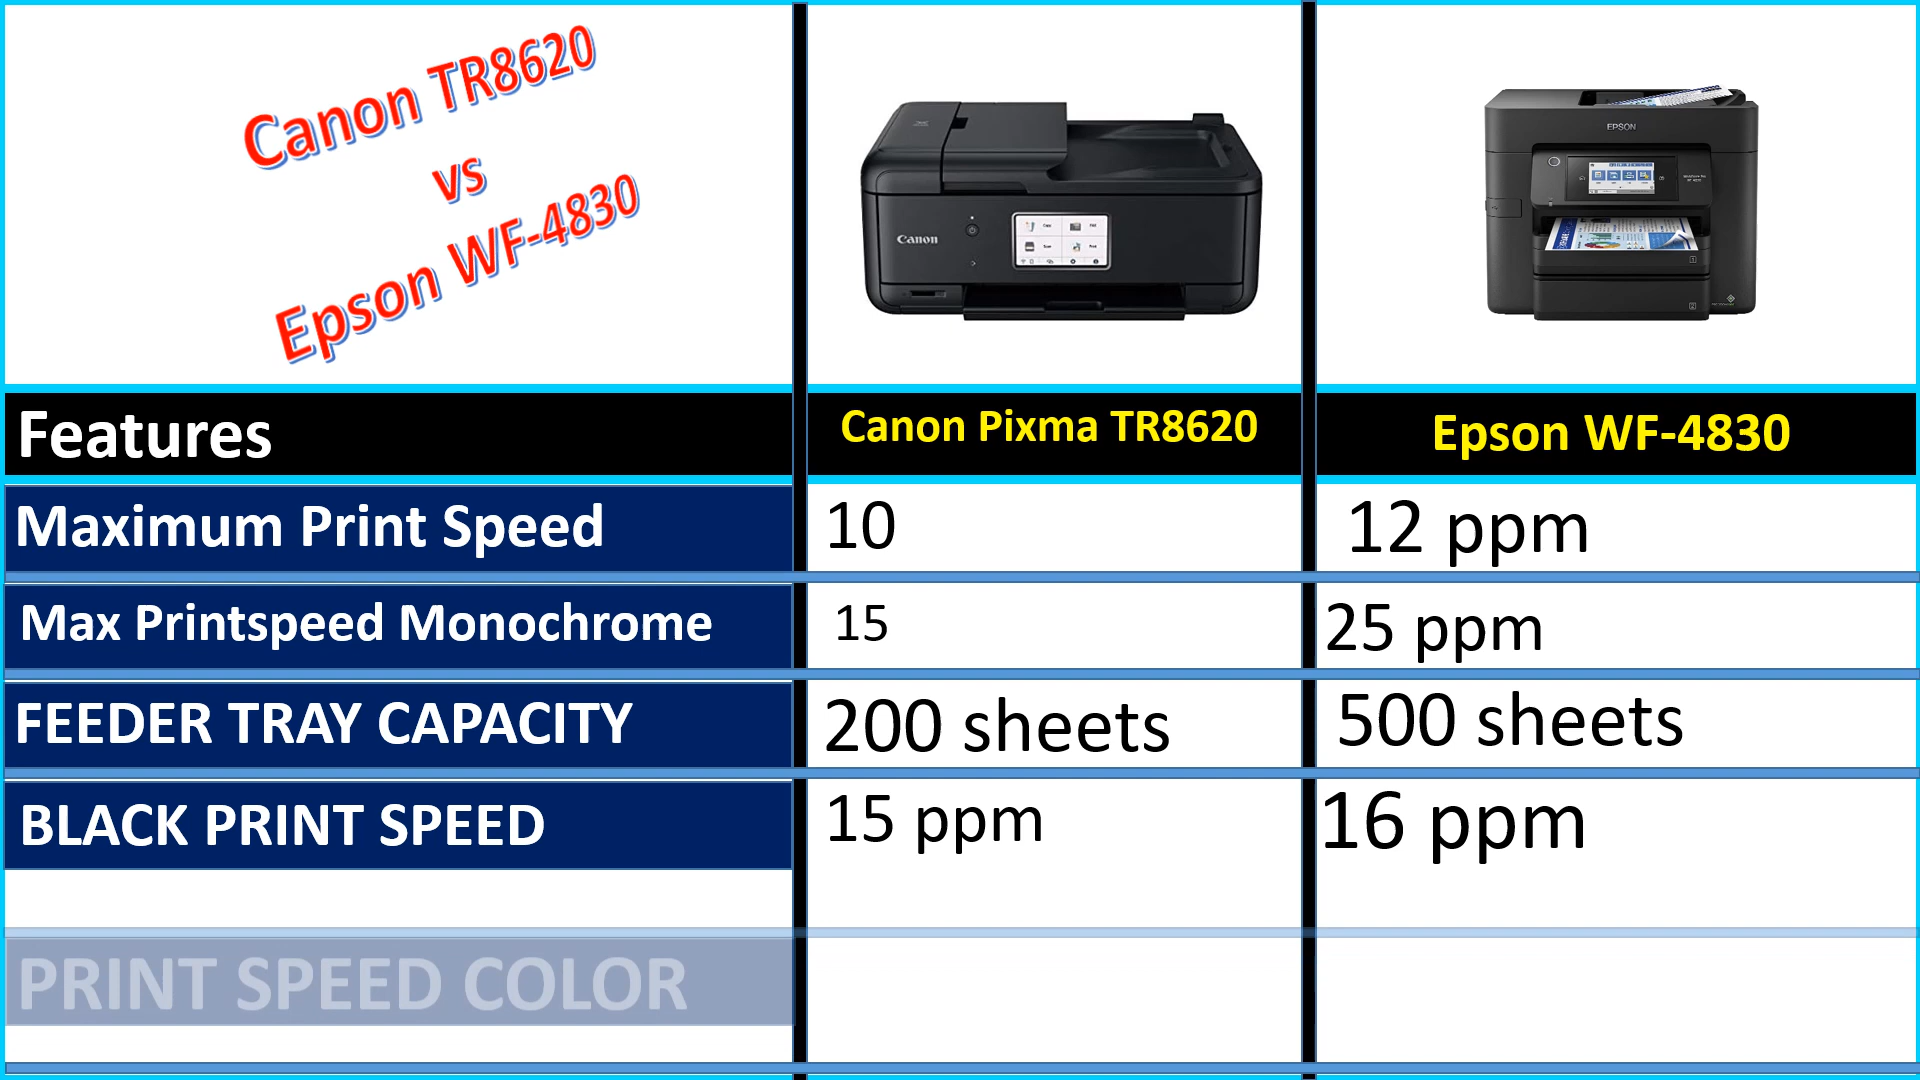 Canon TR8620
vs
Epson WF-4830
Canon
EPSON
Features
Canon Pixma TR8620
Epson WF-4830
Maximum Print Speed
10
12 ppm
Max Printspeed Monochrome
15
25 ppm
FEEDER TRAY CAPACITY
200 sheets
500 sheets
BLACK PRINT SPEED
15 ppm
16 ppm
PRINT SPEED COLOR